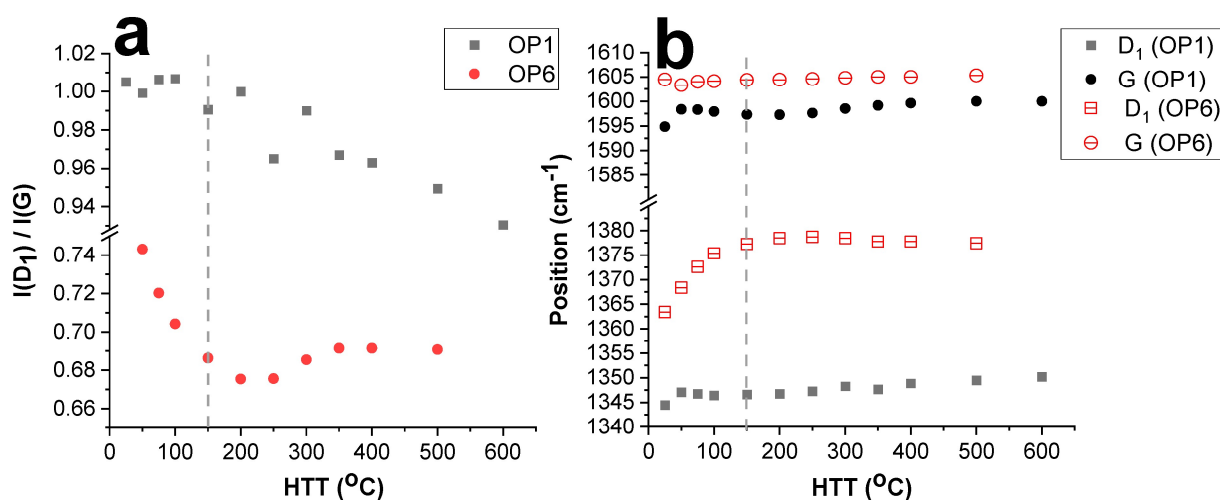 a
OP1
OP6
1.02
1.00
0.98
0.96
0.94
0.74
0.72
0.70
0.68
0.66
I(D1) / I(G)
0 100 200 300 400 500 600
HTT (°C)
b
D1 (OP1)
G (OP1)
D1 (OP6)
G (OP6)
1610
1605
1600
1595
1590
1585
1380
1375
1370
1365
1360
1355
1350
1345
1340
Position (cm-1)
0 100 200 300 400 500 600
HTT (°C)